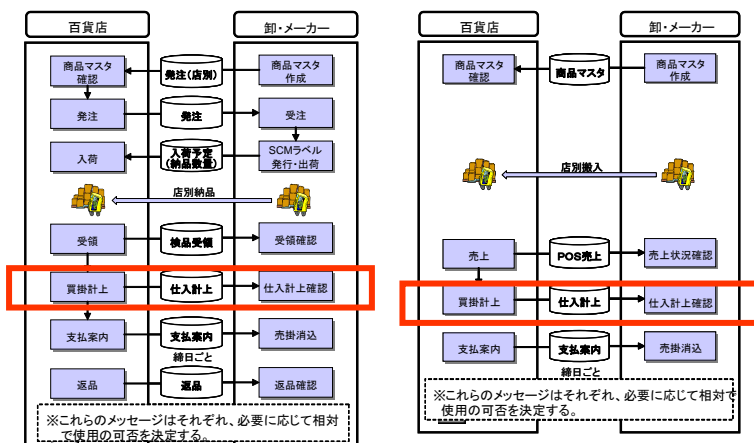 百貨店
卸・メーカー
商品マスタ
確認
発注(店別)
商品マスタ
作成
発注
発注
受注
入荷
入荷予定
(納品数量)
SCMラベル
発行・出荷
店別納品
受領
検品受領
受領確認
買掛計上
仕入計上
仕入計上確認
支払案内
支払案内
売掛消込
締日ごと
返品
返品
返品確認
※これらのメッセージはそれぞれ、必要に応じて相対
で使用の可否を決定する。
百貨店
卸・メーカー
商品マスタ
確認
商品マスタ
商品マスタ
作成
店別搬入
売上
POS売上
売上状況確認
買掛計上
仕入計上
仕入計上確認
支払案内
支払案内
売掛消込
締日ごと
※これらのメッセージはそれぞれ、必要に応じて相対で
使用の可否を決定する。